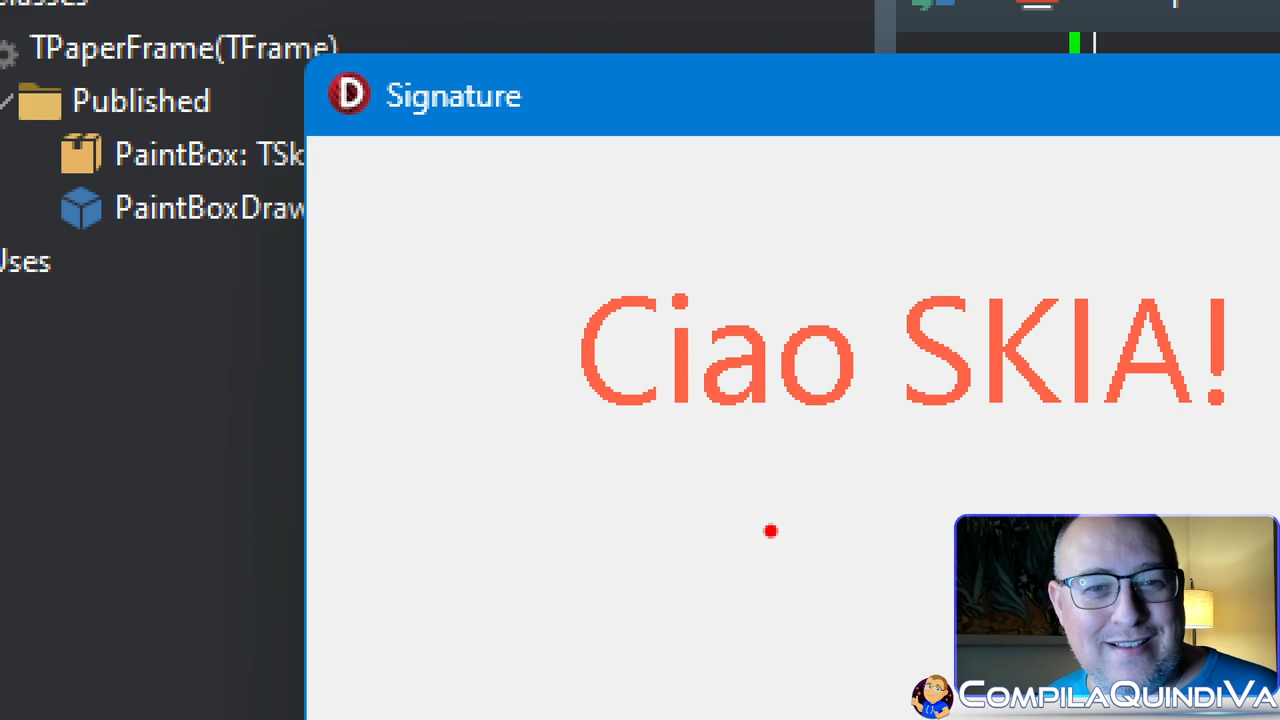 TPaperFrame(TFrame)
Published
PaintBox: TSk
PaintBoxDraw
Uses
D Signature
Ciao SKIA!
COMPILAQUINDIVA